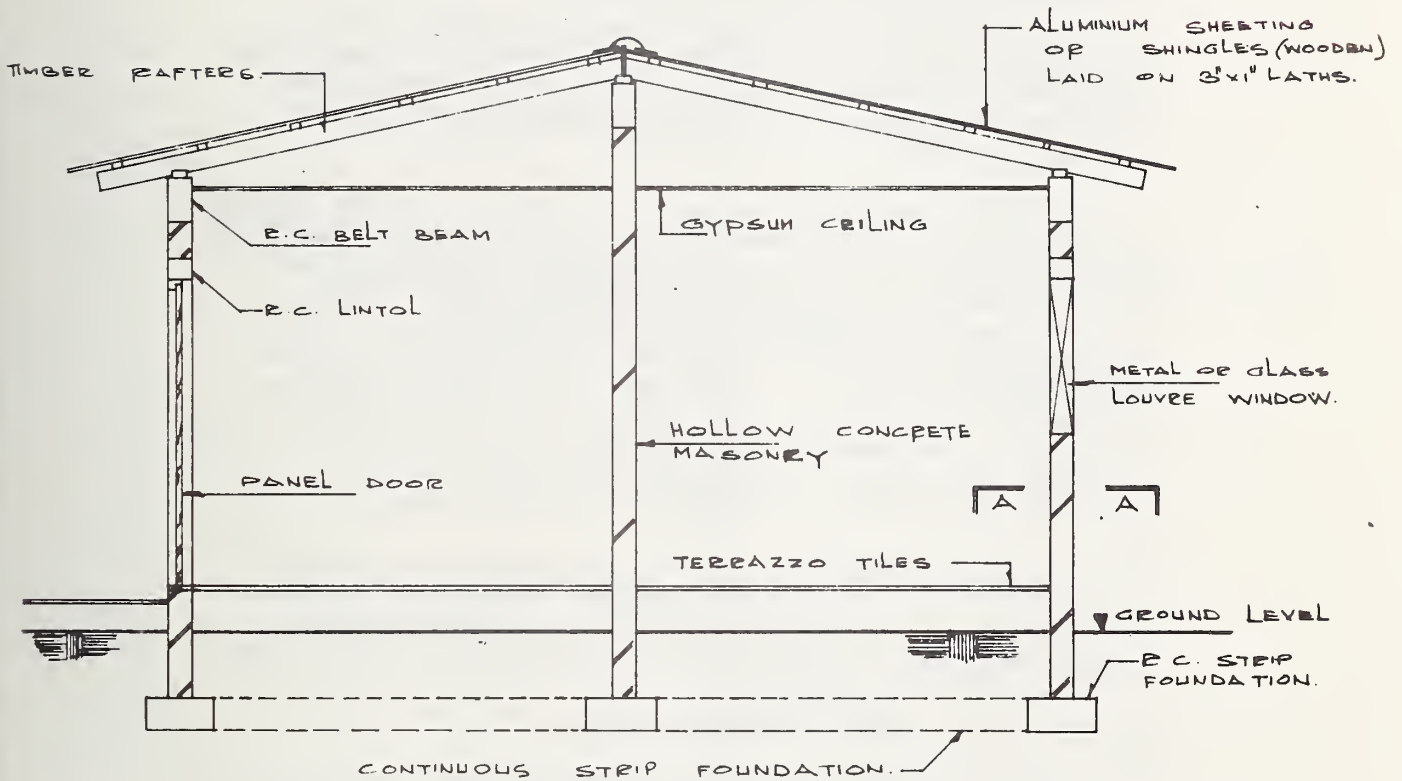 ALUMINIUM SHEETING
OR SHINGLES (WOODEN)
LAID ON 3"x1" LATHS.
TIMBER RAFTERS.
R.C. BELT BEAM
GYPSUM CEILING
R.C. LINTOL
METAL OR GLASS
LOUVRE WINDOW.
HOLLOW CONCRETE
MASONRY
PANEL DOOR
A A
TERRAZZO TILES
GROUND LEVEL
R.C. STRIP
FOUNDATION.
CONTINUOUS STRIP FOUNDATION.